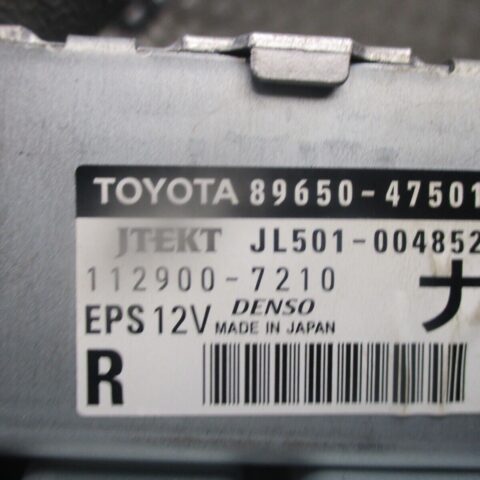 TOYOTA 89650-47501
JTEKT JL501-004852
112900-7210 ナ
EPS 12V DENSO
MADE IN JAPAN
R